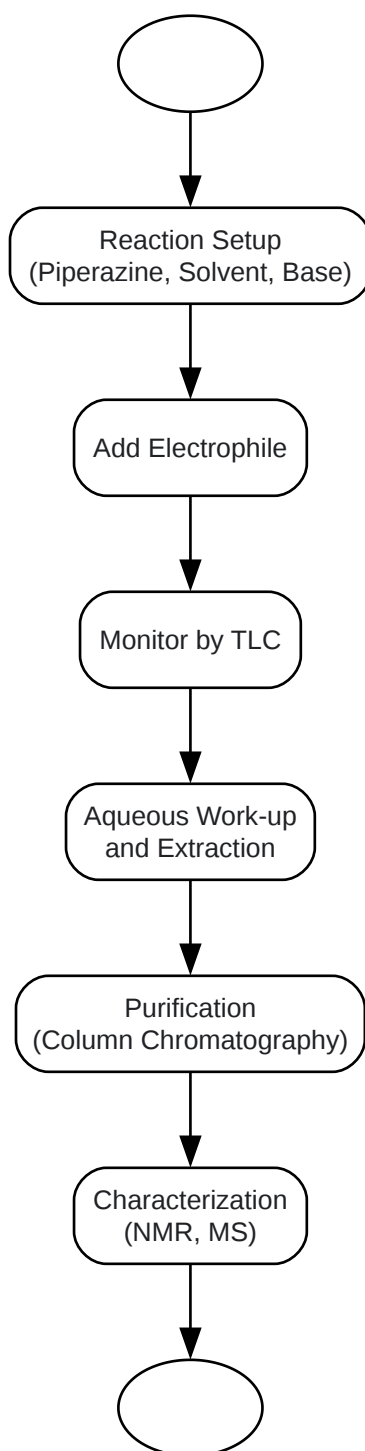 Reaction Setup
(Piperazine, Solvent, Base)
Add Electrophile
Monitor by TLC
Aqueous Work-up
and Extraction
Purification
(Column Chromatography)
Characterization
(NMR, MS)